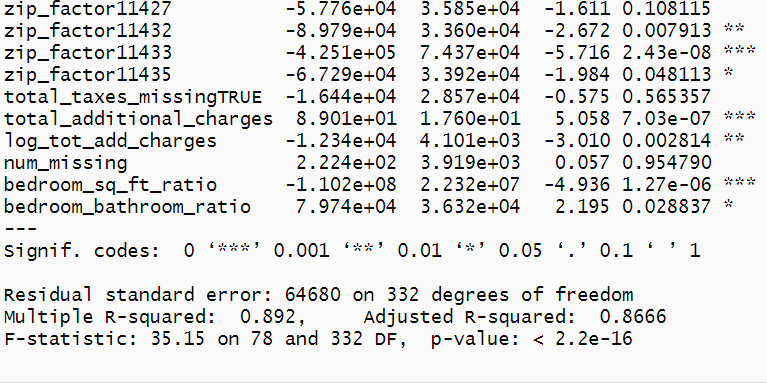 zip_factor11427 -5.776e+04 3.585e+04 -1.611 0.108115
zip_factor11432 -8.979e+04 3.360e+04 -2.672 0.007913 **
zip_factor11433 -4.251e+05 7.437e+04 -5.716 2.43e-08 ***
zip_factor11435 -6.729e+04 3.392e+04 -1.984 0.048113 *
total_taxes_missingTRUE -1.644e+04 2.857e+04 -0.575 0.565357
total_additional_charges 8.901e+01 1.760e+01 5.058 7.03e-07 ***
log_tot_add_charges -1.234e+04 4.101e+03 -3.010 0.002814 **
num_missing 2.224e+02 3.919e+03 0.057 0.954790
bedroom_sq_ft_ratio -1.102e+08 2.232e+07 -4.936 1.27e-06 ***
bedroom_bathroom_ratio 7.974e+04 3.632e+04 2.195 0.028837 *
---
Signif. codes: 0 ‘***’ 0.001 ‘**’ 0.01 ‘*’ 0.05 ‘.’ 0.1 ‘ ’ 1
Residual standard error: 64680 on 332 degrees of freedom
Multiple R-squared: 0.892, Adjusted R-squared: 0.8666
F-statistic: 35.15 on 78 and 332 DF, p-value: < 2.2e-16